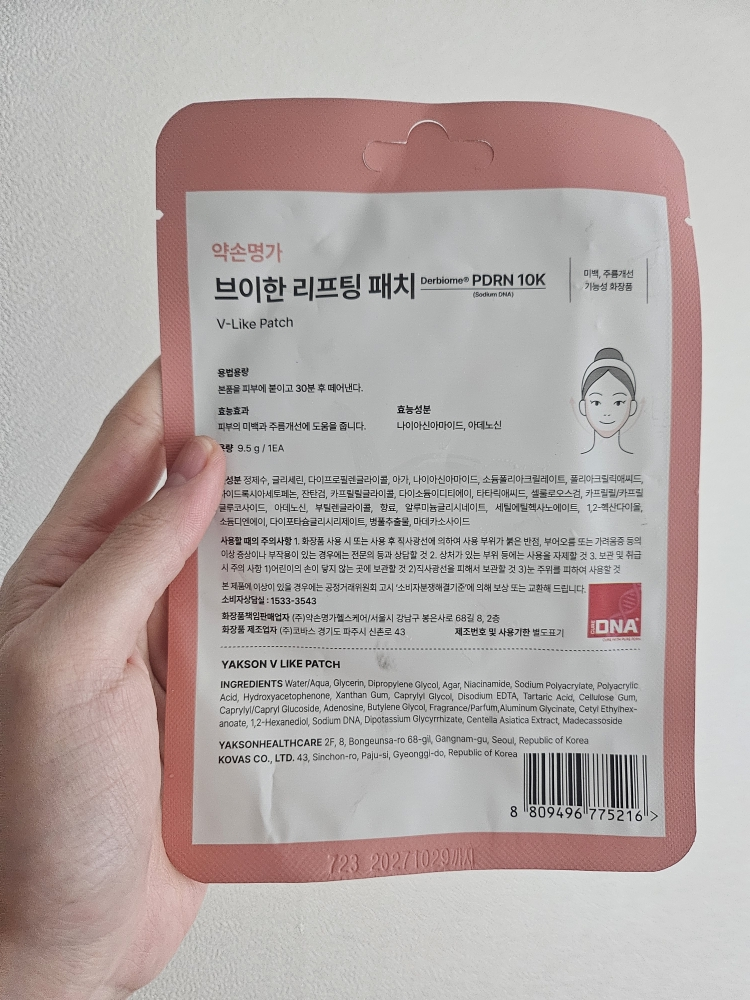 약손명가
브이한 리프팅 패치 Derbiome® PDRN 10K
(Sodium DNA)
미백, 주름개선
기능성 화장품
V-Like Patch
용법용량
본품을 피부에 붙이고 30분 후 떼어낸다.
효능효과
피부의 미백과 주름개선에 도움을 줍니다.
효능성분
나이아신아마이드, 아데노신
9.5 g / 1EA
성분 정제수, 글리세린, 다이프로필렌글라이콜, 아가, 나이아신아마이드, 소듐폴리아크릴레이트, 폴리아크릴릭애씨드,
하이드록시아세토페논, 잔탄검, 카프릴릴글라이콜, 다이소듐이디티에이, 타타릭애씨드, 셀룰로오스검, 카프릴릴/카프릴
글루코사이드, 아데노신, 부틸렌글라이콜, 향료, 알루미늄글리시네이트, 세틸에틸헥사노에이트, 1,2-헥산다이올,
소듐디엔에이, 다이포타슘글리시리제이트, 병풀추출물, 마데카소사이드
사용할 때의 주의사항 1. 화장품 사용 시 또는 사용 후 직사광선에 의하여 사용 부위가 붉은 반점, 부어오름 또는 가려움증 등의
이상 증상이나 부작용이 있는 경우에는 전문의 등과 상담할 것 2. 상처가 있는 부위 등에는 사용을 자제할 것 3. 보관 및 취급
시 주의 사항 1)어린이의 손이 닿지 않는 곳에 보관할 것 2)직사광선을 피해서 보관할 것 3)눈 주위를 피하여 사용할 것
본 제품에 이상이 있을 경우에는 공정거래위원회 고시 '소비자분쟁해결기준'에 의해 보상 또는 교환해 드립니다.
소비자상담실 : 1533-3543
화장품책임판매업자 (주)약손명가헬스케어/서울시 강남구 봉은사로 68길 8, 2층
화장품 제조업자 (주)코바스 경기도 파주시 신촌로 43 제조번호 및 사용기한 별도표기
DNA
YAKSON V LIKE PATCH
INGREDIENTS Water/Aqua, Glycerin, Dipropylene Glycol, Agar, Niacinamide, Sodium Polyacrylate, Polyacrylic
Acid, Hydroxyacetophenone, Xanthan Gum, Caprylyl Glycol, Disodium EDTA, Tartaric Acid, Cellulose Gum,
Caprylyl/Capryl Glucoside, Adenosine, Butylene Glycol, Fragrance/Parfum,Aluminum Glycinate, Cetyl Ethylhex-
anoate, 1,2-Hexanediol, Sodium DNA, Dipotassium Glycyrrhizate, Centella Asiatica Extract, Madecassoside
YAKSONHEALTHCARE 2F, 8, Bongeunsa-ro 68-gil, Gangnam-gu, Seoul, Republic of Korea
KOVAS CO., LTD. 43, Sinchon-ro, Paju-si, Gyeonggi-do, Republic of Korea
8 809496 775216 >
723 20271029까지